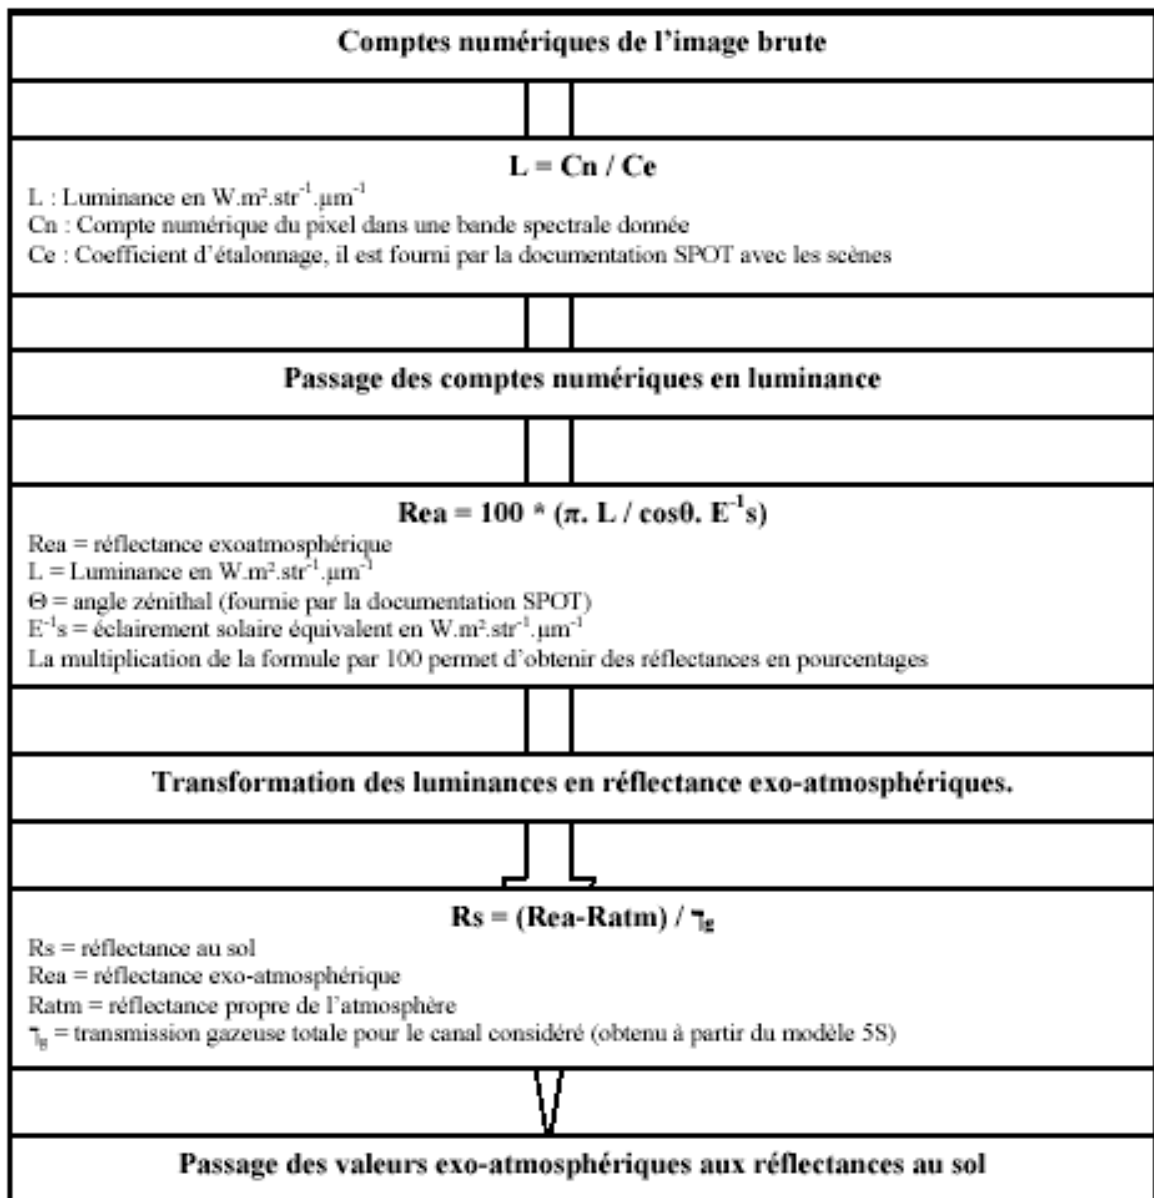 Comptes numériques de l'image brute
L = Cn / Ce
L : Luminance en W.m².str⁻¹.µm⁻¹
Cn : Compte numérique du pixel dans une bande spectrale donnée
Ce : Coefficient d'étalonnage, il est fourni par la documentation SPOT avec les scènes
Passage des comptes numériques en luminance
Rea = 100 * (π. L / cosθ. E⁻¹s)
Rea = réflectance exoatmosphérique
L = Luminance en W.m².str⁻¹.µm⁻¹
Θ = angle zénithal (fournie par la documentation SPOT)
E⁻¹s = éclairement solaire équivalent en W.m².str⁻¹.µm⁻¹
La multiplication de la formule par 100 permet d'obtenir des réflectances en pourcentages
Transformation des luminances en réflectance exo-atmosphériques.
Rs = (Rea-Ratm) / ℸg
Rs = réflectance au sol
Rea = réflectance exo-atmosphérique
Ratm = réflectance propre de l'atmosphère
ℸg = transmission gazeuse totale pour le canal considéré (obtenu à partir du modèle 5S)
Passage des valeurs exo-atmosphériques aux réflectances au sol